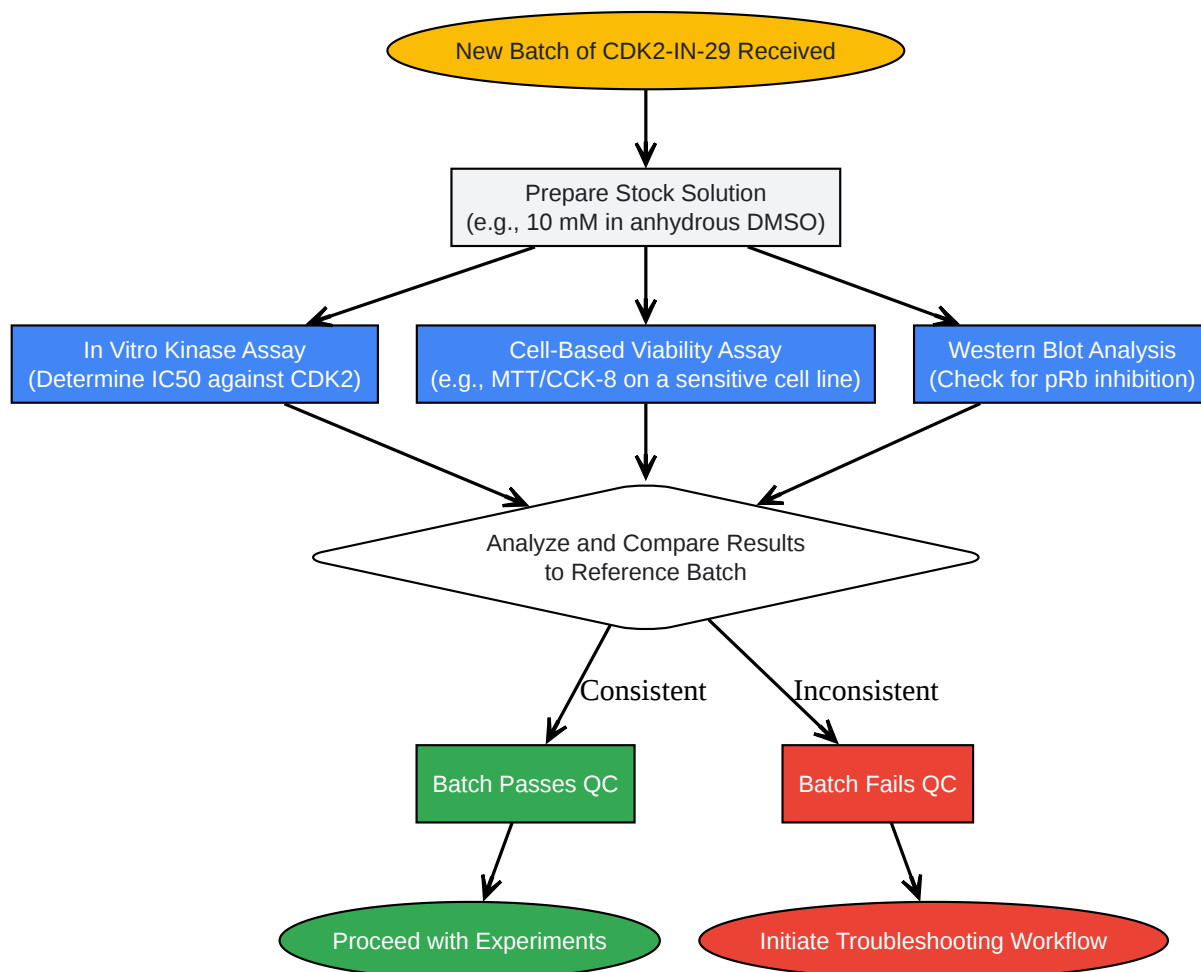 New Batch of CDK2-IN-29 Received
Prepare Stock Solution
(e.g., 10 mM in anhydrous DMSO)
In Vitro Kinase Assay
(Determine IC50 against CDK2)
Cell-Based Viability Assay
(e.g., MTT/CCK-8 on a sensitive cell line)
Western Blot Analysis
(Check for pRb inhibition)
Analyze and Compare Results
to Reference Batch
Consistent
Inconsistent
Batch Passes QC
Batch Fails QC
Proceed with Experiments
Initiate Troubleshooting Workflow